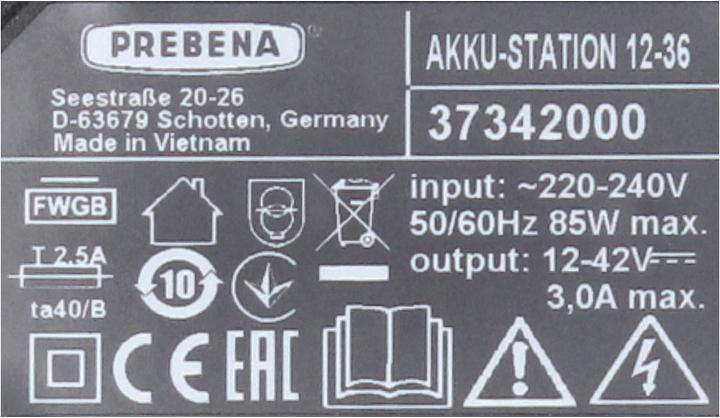 PREBENA®
AKKU-STATION 12-36
Seestraße 20-26
D-63679 Schotten, Germany
Made in Vietnam
37342000
FWGB
T 2.5A
ta40/B
10
input: ~220-240V
50/60Hz 85W max.
output: 12-42V⎓
3,0A max.
CE EAC